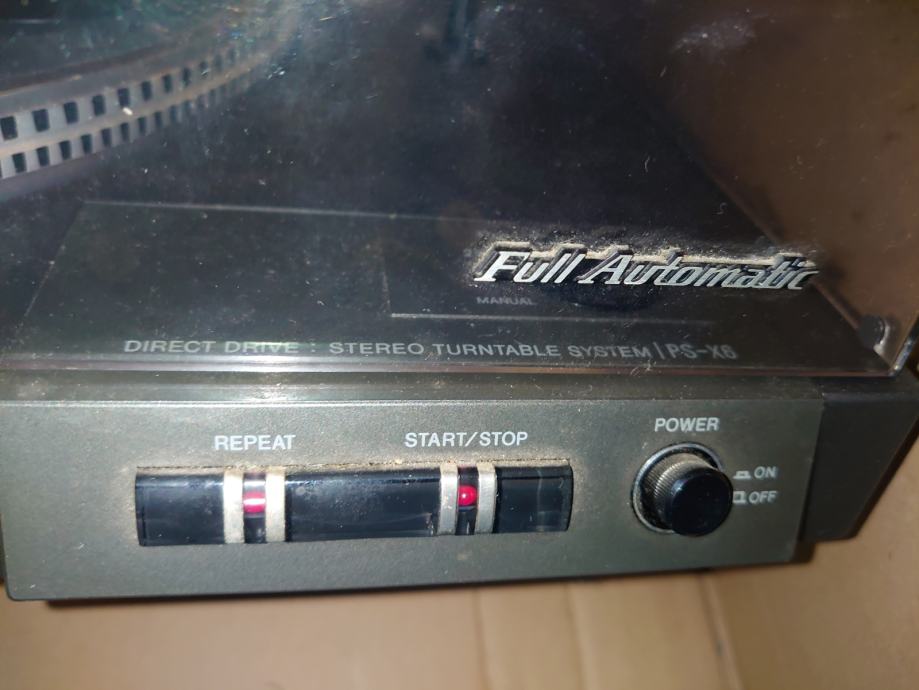 Full Automatic
MANUAL
DIRECT DRIVE STEREO TURNTABLE SYSTEM | PS-X6
REPEAT
START/STOP
POWER
ON
OFF